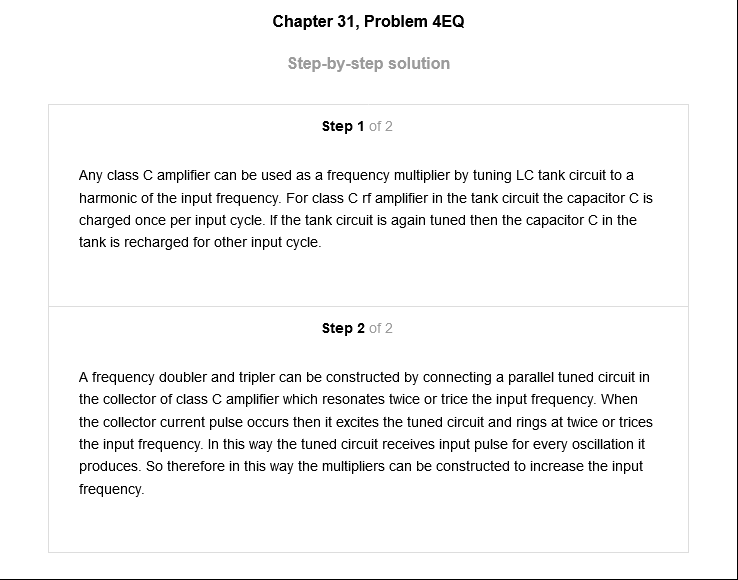 Chapter 31, Problem 4EQ
Step-by-step solution
Step 1 of 2
Any class C amplifier can be used as a frequency multiplier by tuning LC tank circuit to a
harmonic of the input frequency. For class C rf amplifier in the tank circuit the capacitor C is
charged once per input cycle. If the tank circuit is again tuned then the capacitor C in the
tank is recharged for other input cycle.
Step 2 of 2
A frequency doubler and tripler can be constructed by connecting a parallel tuned circuit in
the collector of class C amplifier which resonates twice or trice the input frequency. When
the collector current pulse occurs then it excites the tuned circuit and rings at twice or trices
the input frequency. In this way the tuned circuit receives input pulse for every oscillation it
produces. So therefore in this way the multipliers can be constructed to increase the input
frequency.